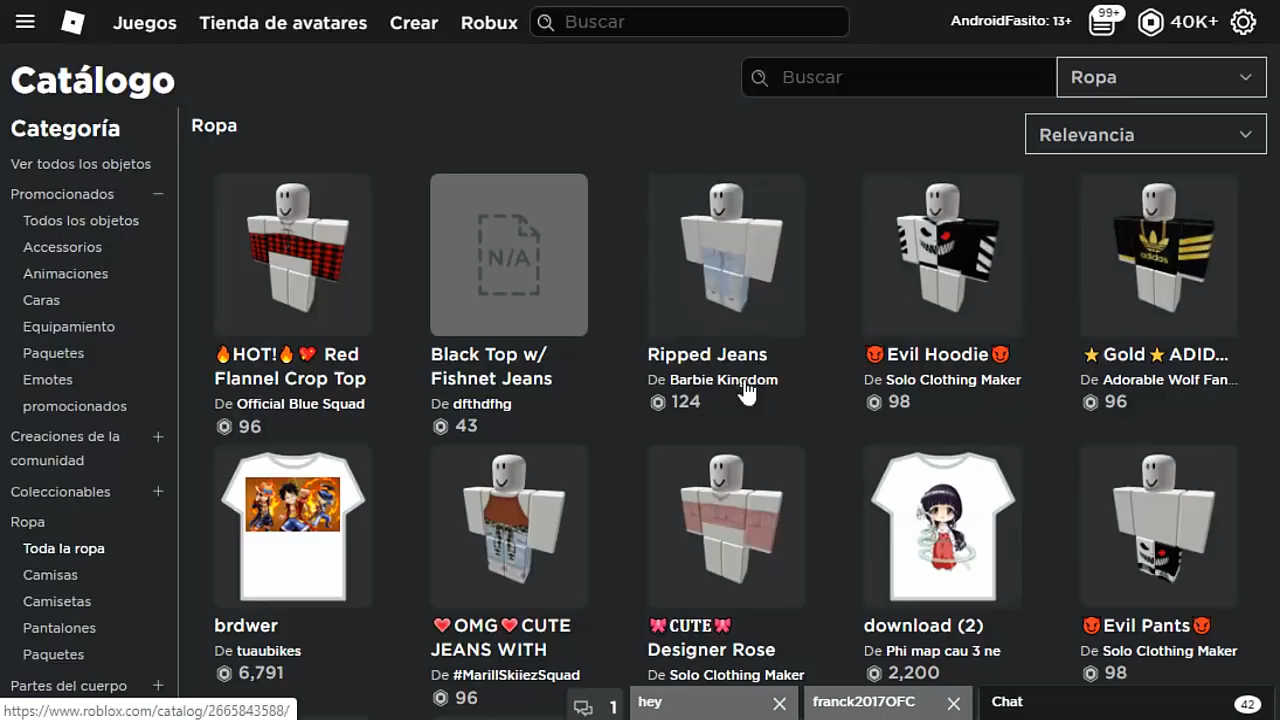 Juegos Tienda de avatares Crear Robux Buscar AndroidFasito: 13+ 99+ 40K+
Catálogo
Buscar Ropa
Categoría
Ropa
Relevancia
Ver todos los objetos
Promocionados
Todos los objetos
Accessorios
Animaciones
Caras
Equipamiento
Paquetes
Emotes
promocionados
Creaciones de la
comunidad
Coleccionables
Ropa
Toda la ropa
Camisas
Camisetas
Pantalones
Paquetes
Partes del cuerpo
🔥HOT!🔥❤️ Red
Flannel Crop Top
De Official Blue Squad
96
N/A
Black Top w/
Fishnet Jeans
De dfthdfhg
43
Ripped Jeans
De Barbie Kingdom
124
😈Evil Hoodie😈
De Solo Clothing Maker
98
adidas
⭐Gold⭐ADID...
De Adorable Wolf Fan...
96
brdwer
De tuaubikes
6,791
❤️OMG❤️CUTE
JEANS WITH
De #MarillSkiiezSquad
96
🎀CUTE🎀
Designer Rose
De Solo Clothing Maker
download (2)
De Phi map cau 3 ne
2,200
😈Evil Pants😈
De Solo Clothing Maker
98
https://www.roblox.com/catalog/2665843588/
1
hey
franck2017OFC
Chat 42